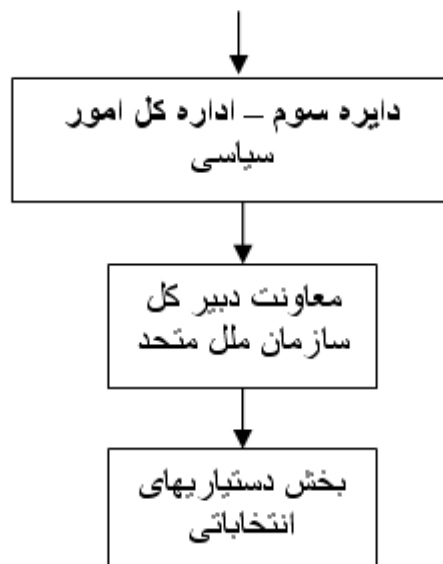 دایره سوم – اداره کل امور
سیاسی
معاونت دبیر کل
سازمان ملل متحد
بخش دستیاریهای
انتخاباتی